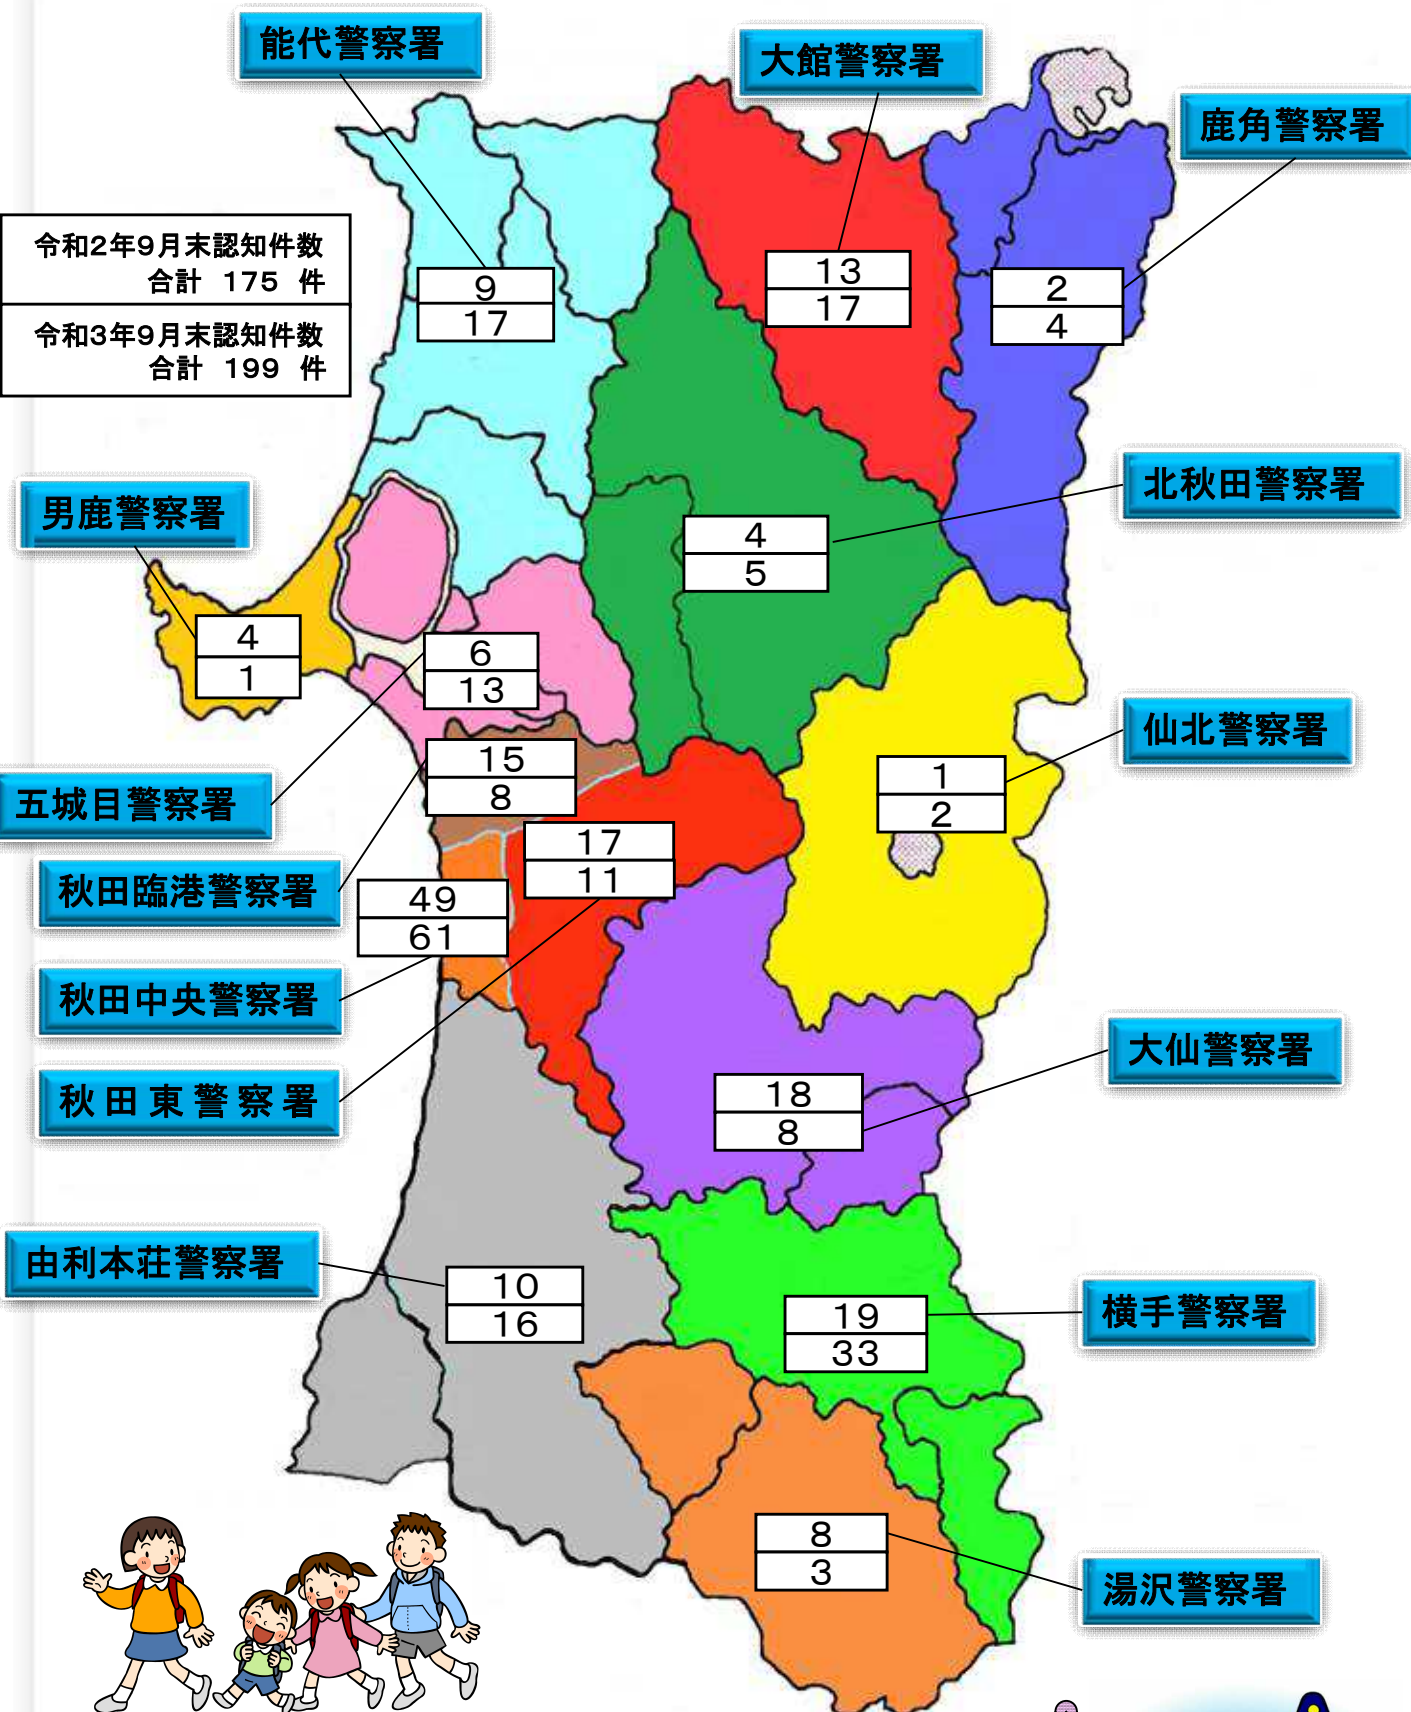 能代警察署
大館警察署
鹿角警察署
令和2年9月末認知件数
合計 175 件
令和3年9月末認知件数
合計 199 件
9
17
13
17
2
4
北秋田警察署
男鹿警察署
4
5
4
1
6
13
仙北警察署
15
8
1
2
五城目警察署
17
11
秋田臨港警察署
49
61
秋田中央警察署
大仙警察署
秋田東警察署
18
8
由利本荘警察署
10
16
19
33
横手警察署
8
3
湯沢警察署